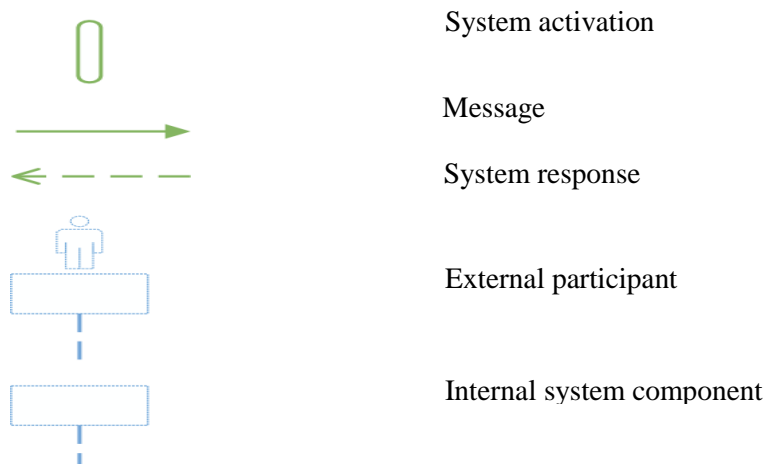 System activation
Message
System response
External participant
Internal system component